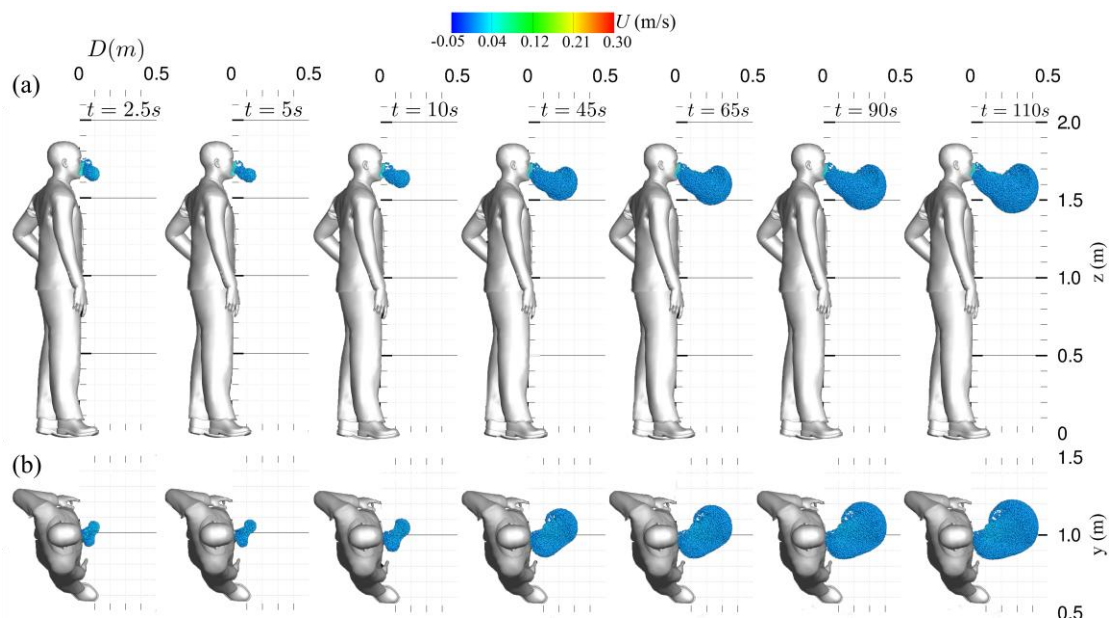 U (m/s)
-0.05 0.04 0.12 0.21 0.30
D(m)
0 0.5 0 0.5 0 0.5 0 0.5 0 0.5 0 0.5 0 0.5
(a)
t = 2.5s t = 5s t = 10s t = 45s t = 65s t = 90s t = 110s
2.0
1.5
1.0
z (m)
0.5
0
(b)
1.5
1.0
y (m)
0.5